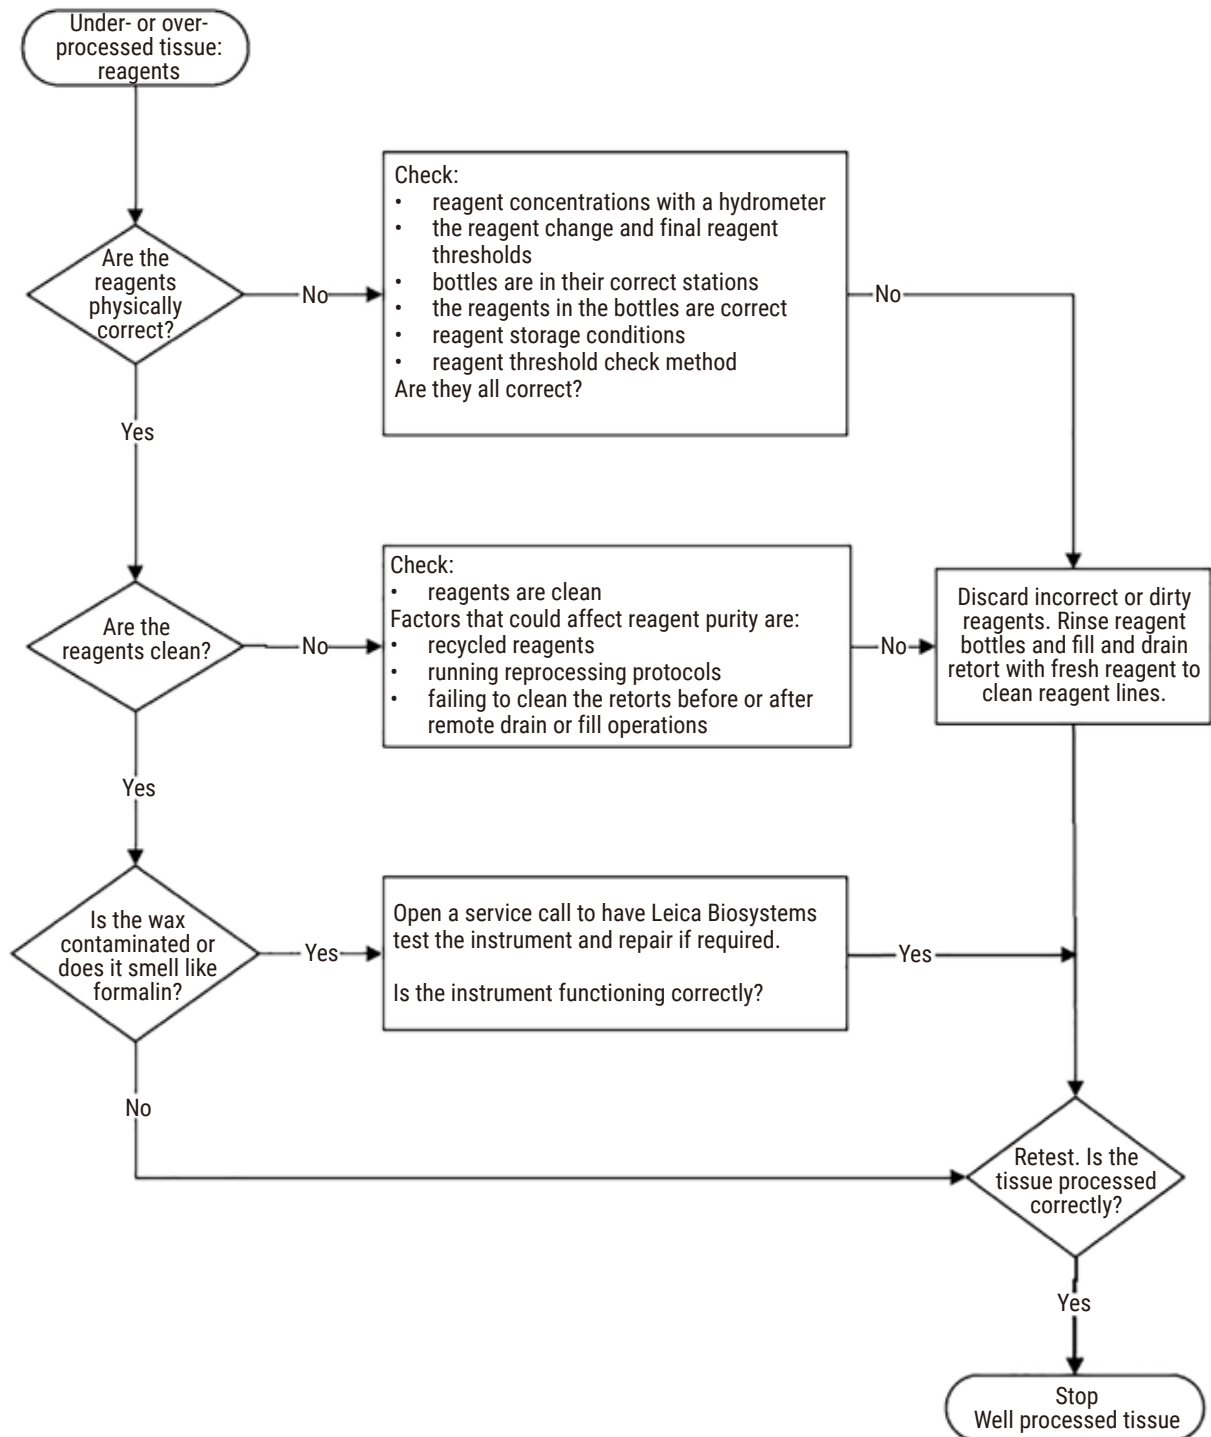 Under- or over-
processed tissue:
reagents
Check:
• reagent concentrations with a hydrometer
• the reagent change and final reagent
thresholds
• bottles are in their correct stations
• the reagents in the bottles are correct
• reagent storage conditions
• reagent threshold check method
Are they all correct?
Are the
reagents
physically
correct?
No
No
Yes
Check:
• reagents are clean
Factors that could affect reagent purity are:
• recycled reagents
• running reprocessing protocols
• failing to clean the retorts before or after
remote drain or fill operations
Are the
reagents clean?
No
No
Discard incorrect or dirty
reagents. Rinse reagent
bottles and fill and drain
retort with fresh reagent to
clean reagent lines.
Yes
Is the wax
contaminated or
does it smell like
formalin?
Yes
Open a service call to have Leica Biosystems
test the instrument and repair if required.
Is the instrument functioning correctly?
Yes
No
Retest. Is the
tissue processed
correctly?
Yes
Stop
Well processed tissue